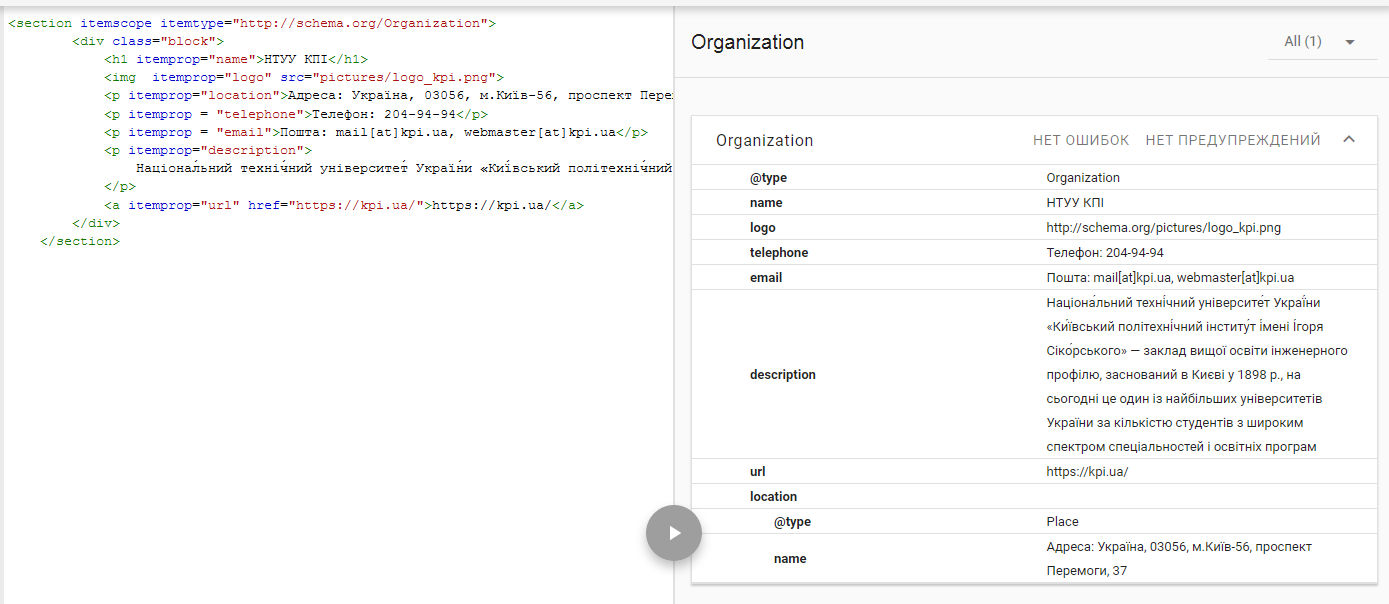 <section itemscope itemtype="http://schema.org/Organization">
<div class="block">
<h1 itemprop="name">НТУУ КПІ</h1>
<img  itemprop="logo" src="pictures/logo_kpi.png">
<p itemprop="location">Адреса: Україна, 03056, м.Київ-56, проспект Пере
<p itemprop = "telephone">Телефон: 204-94-94</p>
<p itemprop = "email">Пошта: mail[at]kpi.ua, webmaster[at]kpi.ua</p>
<p itemprop="description">
Націона́льний техні́чний університе́т Украї́ни «Ки́ївський політехні́чний
</p>
<a itemprop="url" href="https://kpi.ua/">https://kpi.ua/</a>
</div>
</section>
Organization
All (1)
Organization НЕТ ОШИБОК НЕТ ПРЕДУПРЕЖДЕНИЙ
@type Organization
name НТУУ КПІ
logo http://schema.org/pictures/logo_kpi.png
telephone Телефон: 204-94-94
email Пошта: mail[at]kpi.ua, webmaster[at]kpi.ua
Націона́льний техні́чний університе́т Украї́ни
«Ки́ївський політехні́чний інститу́т і́мені І́горя
Сіко́рського» — заклад вищої освіти інженерного
description профілю, заснований в Києві у 1898 р., на
сьогодні це один із найбільших університетів
України за кількістю студентів з широким
спектром спеціальностей і освітніх програм
url https://kpi.ua/
location
@type Place
name Адреса: Україна, 03056, м.Київ-56, проспект
Перемоги, 37